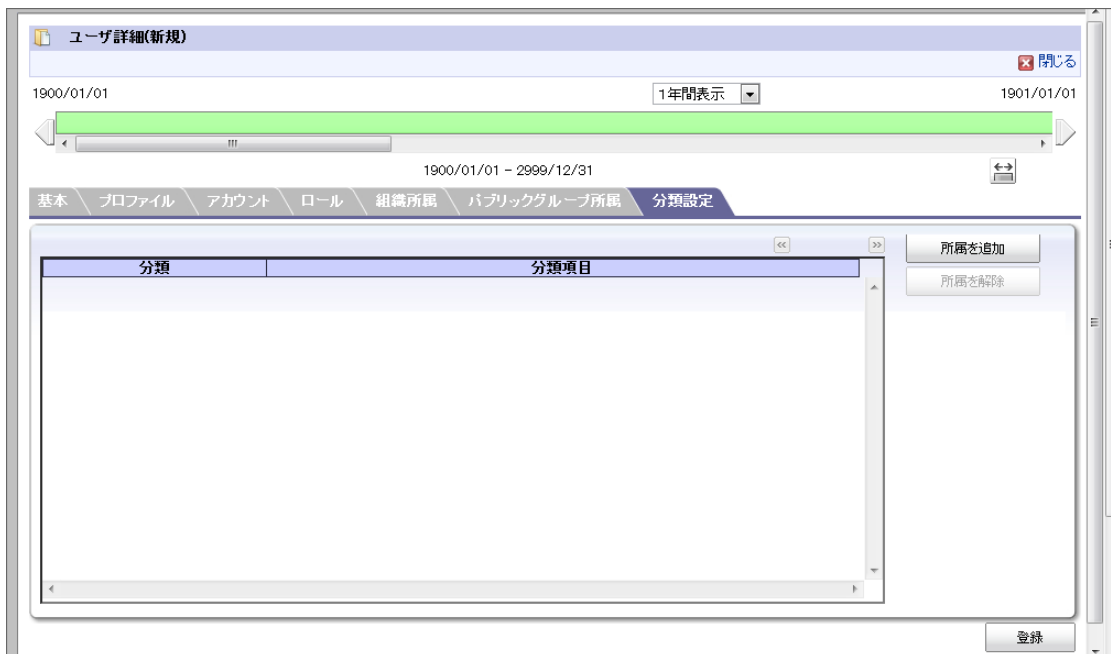 ユーザ詳細(新規)
閉じる
1900/01/01 1年間表示 1901/01/01
1900/01/01 - 2999/12/31
基本 プロファイル アカウント ロール 組織所属 パブリックグループ所属 分類設定
所属を追加
分類 分類項目
所属を解除
登録